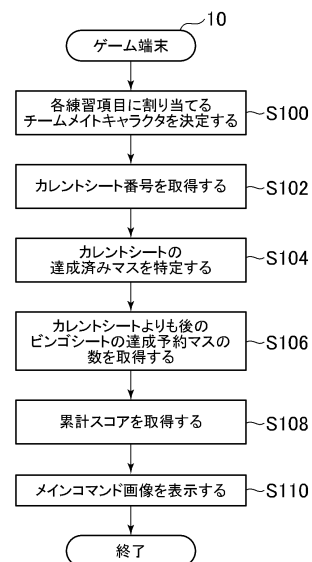 10
ゲーム端末
各練習項目に割り当てる
チームメイトキャラクタを決定する
S100
カレントシート番号を取得する
S102
カレントシートの
達成済みマスを特定する
S104
カレントシートよりも後の
ビンゴシートの達成予約マスの
数を取得する
S106
累計スコアを取得する
S108
メインコマンド画像を表示する
S110
終了